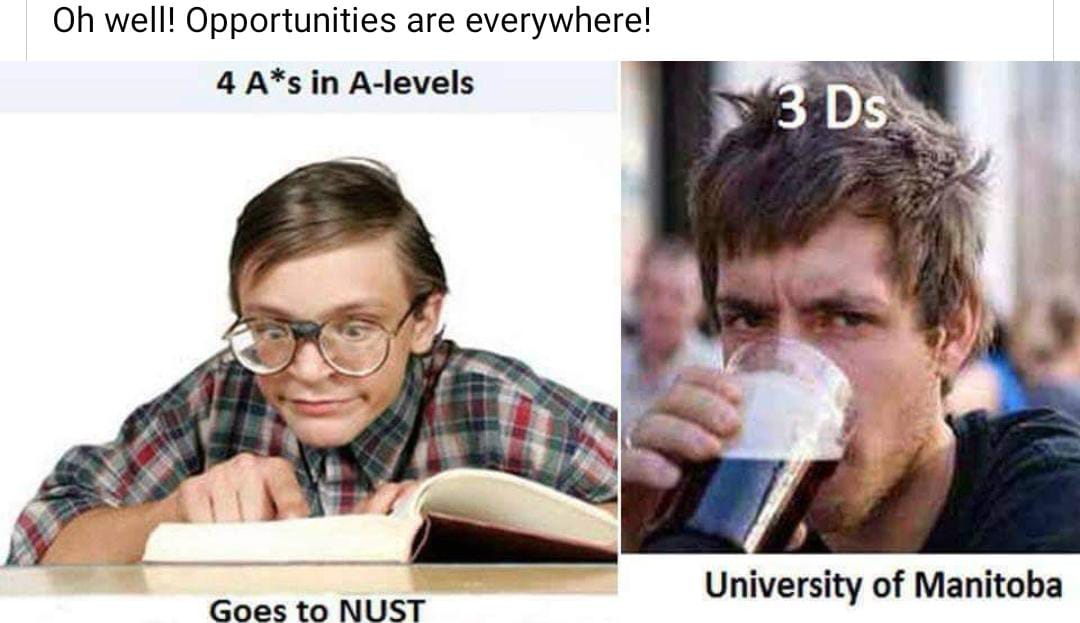 Oh well! Opportunities are everywhere!
4 A*s in A-levels
3 Ds
Goes to NUST
University of Manitoba